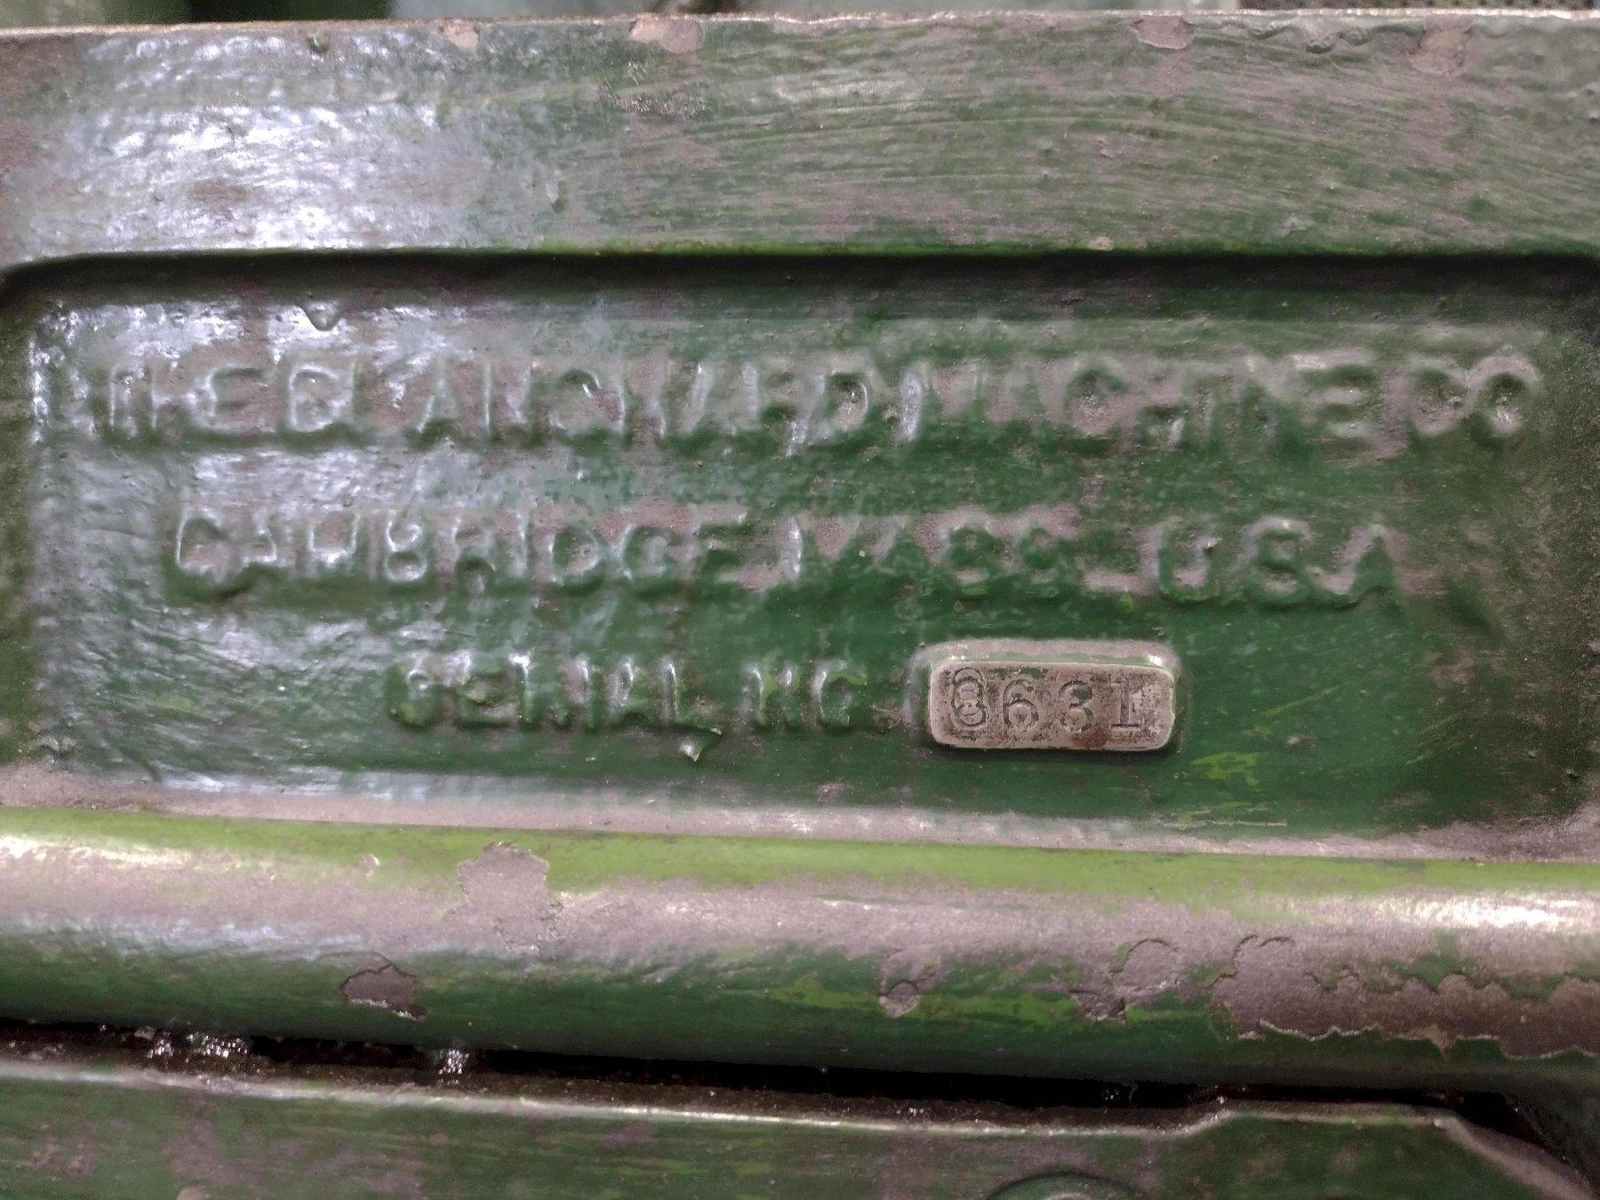 THE BLANCHARD MACHINE CO
CAMBRIDGE, MASS. U.S.A.
SERIAL NO. 8631